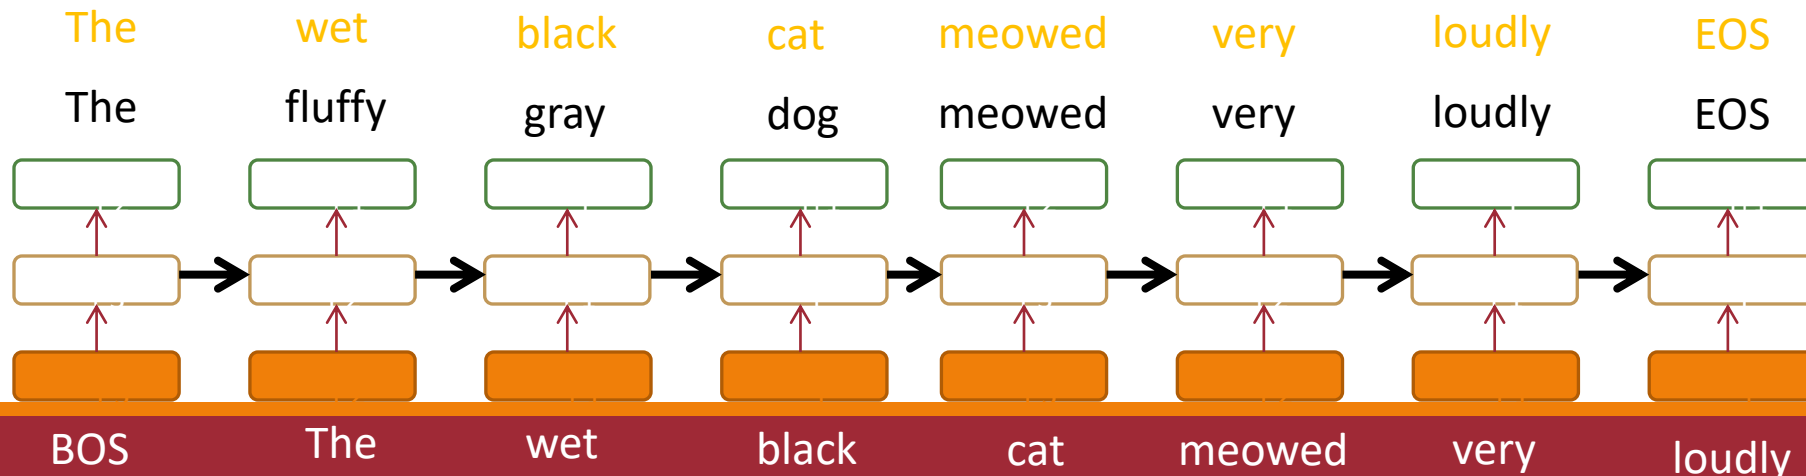 The wet black cat meowed very loudly EOS
The fluffy gray dog meowed very loudly EOS
BOS The wet black cat meowed very loudly